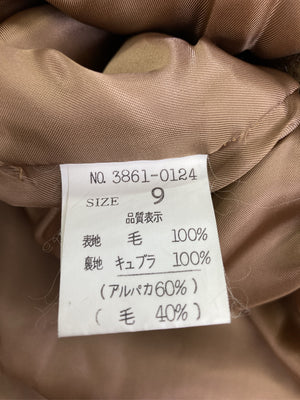 NO. 3861-0124
SIZE 9
品質表示
表地 毛 100%
裏地 キュプラ 100%
(アルパカ60%)
( 毛 40%)